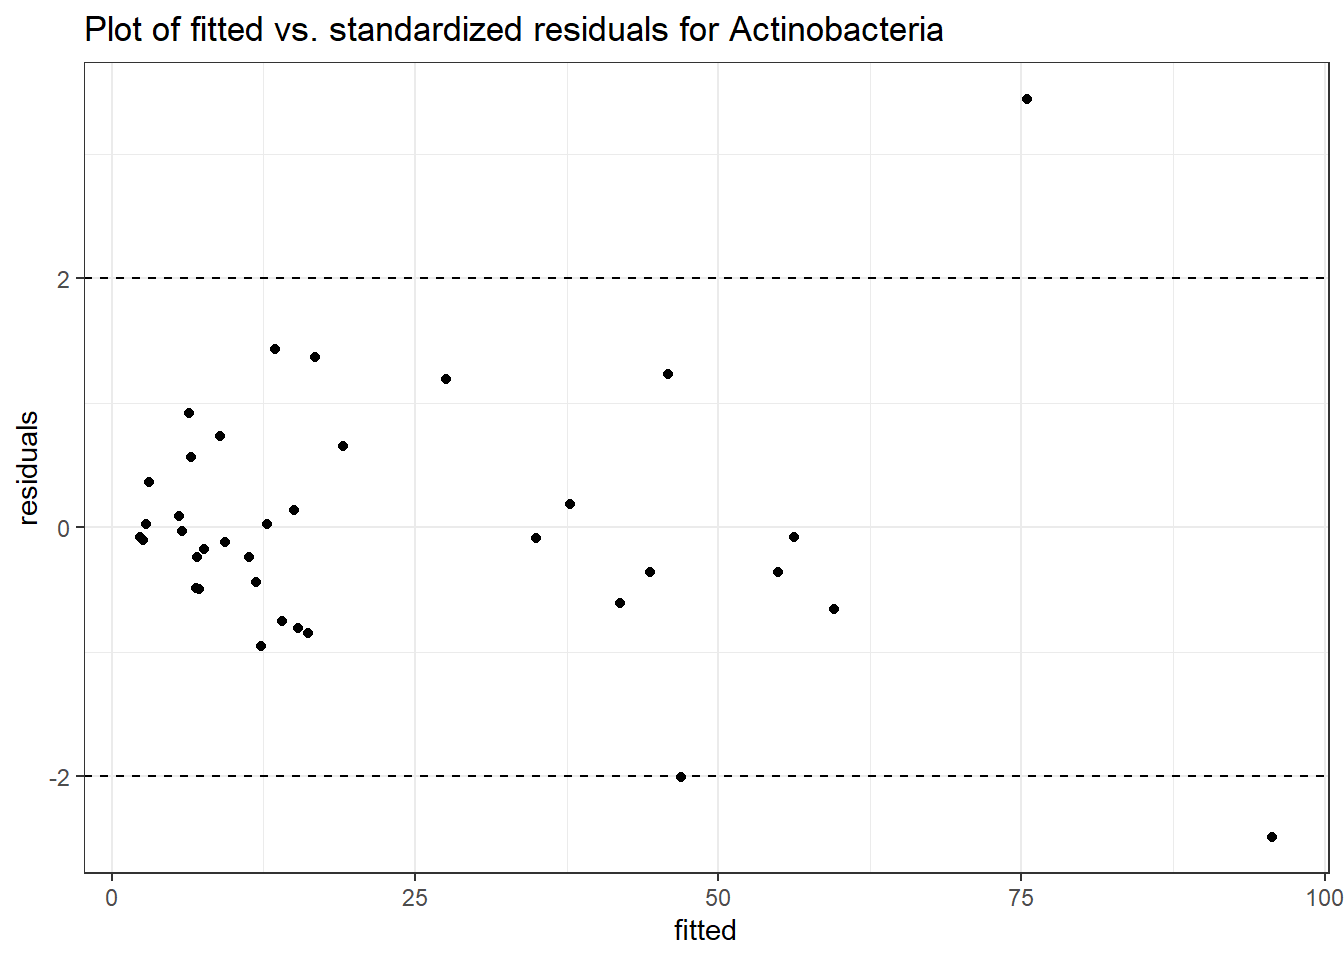 Plot of fitted vs. standardized residuals for Actinobacteria
residuals
2
0
-2
0 25 50 75 100
fitted